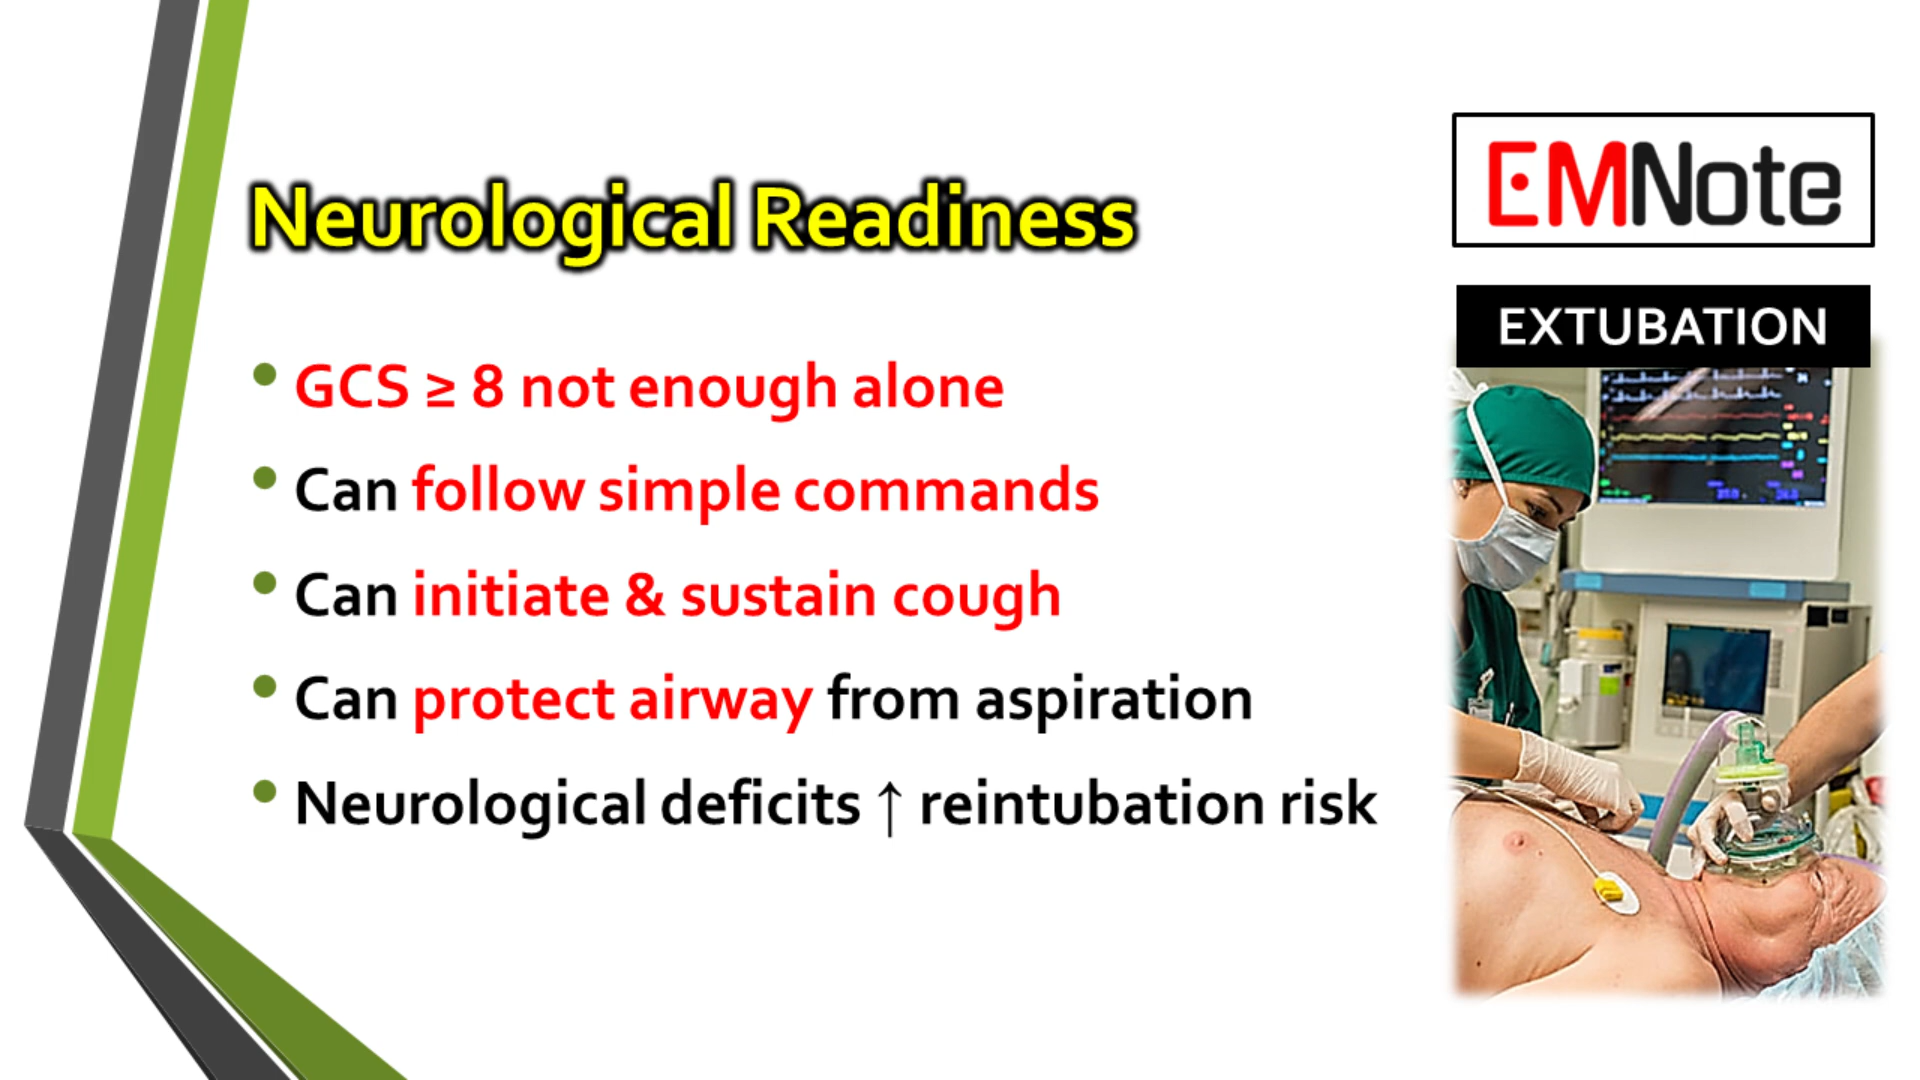 Neurological Readiness
• GCS ≥ 8 not enough alone
• Can follow simple commands
• Can initiate & sustain cough
• Can protect airway from aspiration
• Neurological deficits ↑ reintubation risk
EMNote
EXTUBATION